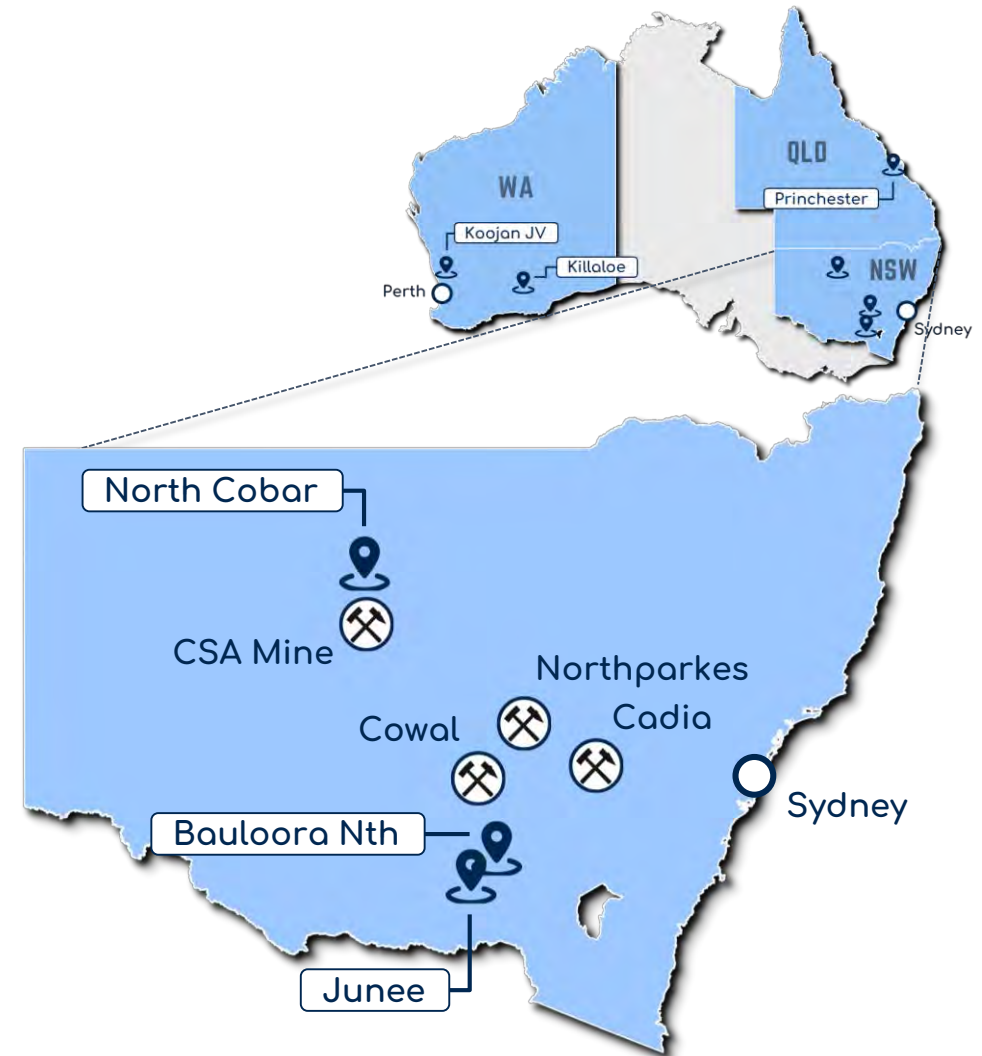 QLD
WA
Princhester
Koojan JV
Killaloe
NSW
Perth
Sydney
North Cobar
CSA Mine
Northparkes
Cadia
Cowal
Sydney
Bauloora Nth
Junee